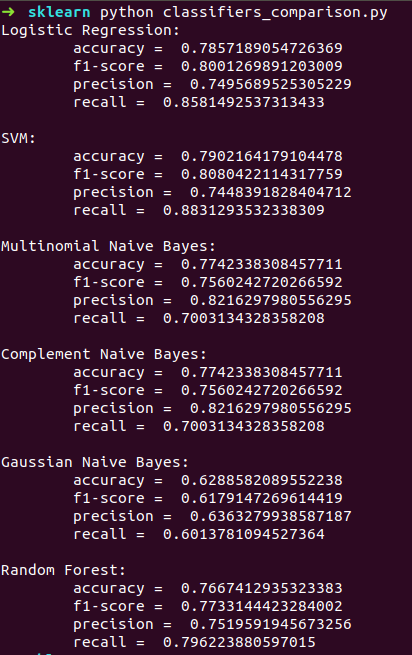 ➜ sklearn python classifiers_comparison.py
Logistic Regression:
accuracy = 0.7857189054726369
f1-score = 0.8001269891203009
precision = 0.7495689525305229
recall = 0.8581492537313433
SVM:
accuracy = 0.7902164179104478
f1-score = 0.8080422114317759
precision = 0.7448391828404712
recall = 0.8831293532338309
Multinomial Naive Bayes:
accuracy = 0.7742338308457711
f1-score = 0.7560242720266592
precision = 0.8216297980556295
recall = 0.7003134328358208
Complement Naive Bayes:
accuracy = 0.7742338308457711
f1-score = 0.7560242720266592
precision = 0.8216297980556295
recall = 0.7003134328358208
Gaussian Naive Bayes:
accuracy = 0.6288582089552238
f1-score = 0.6179147269614419
precision = 0.6363279938587187
recall = 0.6013781094527364
Random Forest:
accuracy = 0.7667412935323383
f1-score = 0.7733144423284002
precision = 0.7519591945673256
recall = 0.796223880597015